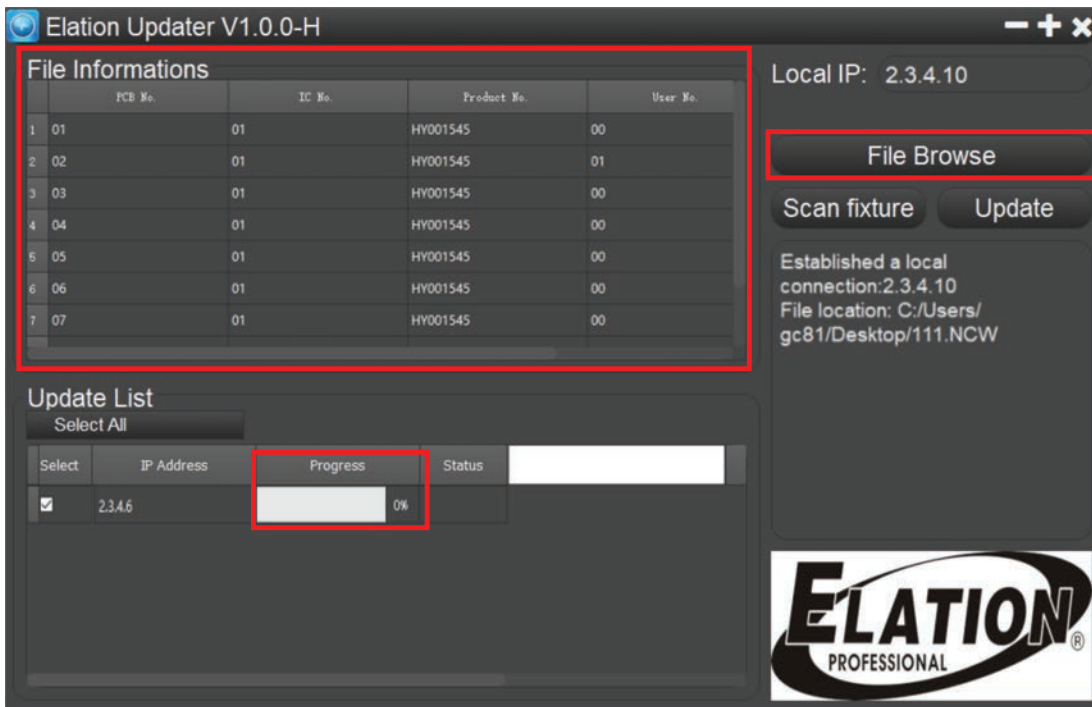 Elation Updater V1.0.0-H
File Informations
PCB No. IC No. Product No. User No.
1 01 01 HY001545 00
2 02 01 HY001545 01
3 03 01 HY001545 00
4 04 01 HY001545 00
5 05 01 HY001545 00
6 06 01 HY001545 00
7 07 01 HY001545 00
Local IP: 2.3.4.10
File Browse
Scan fixture Update
Established a local
connection:2.3.4.10
File location: C:/Users/
gc81/Desktop/111.NCW
Update List
Select All
Select IP Address Progress Status
2.3.4.6 0%
ELATION
®
PROFESSIONAL